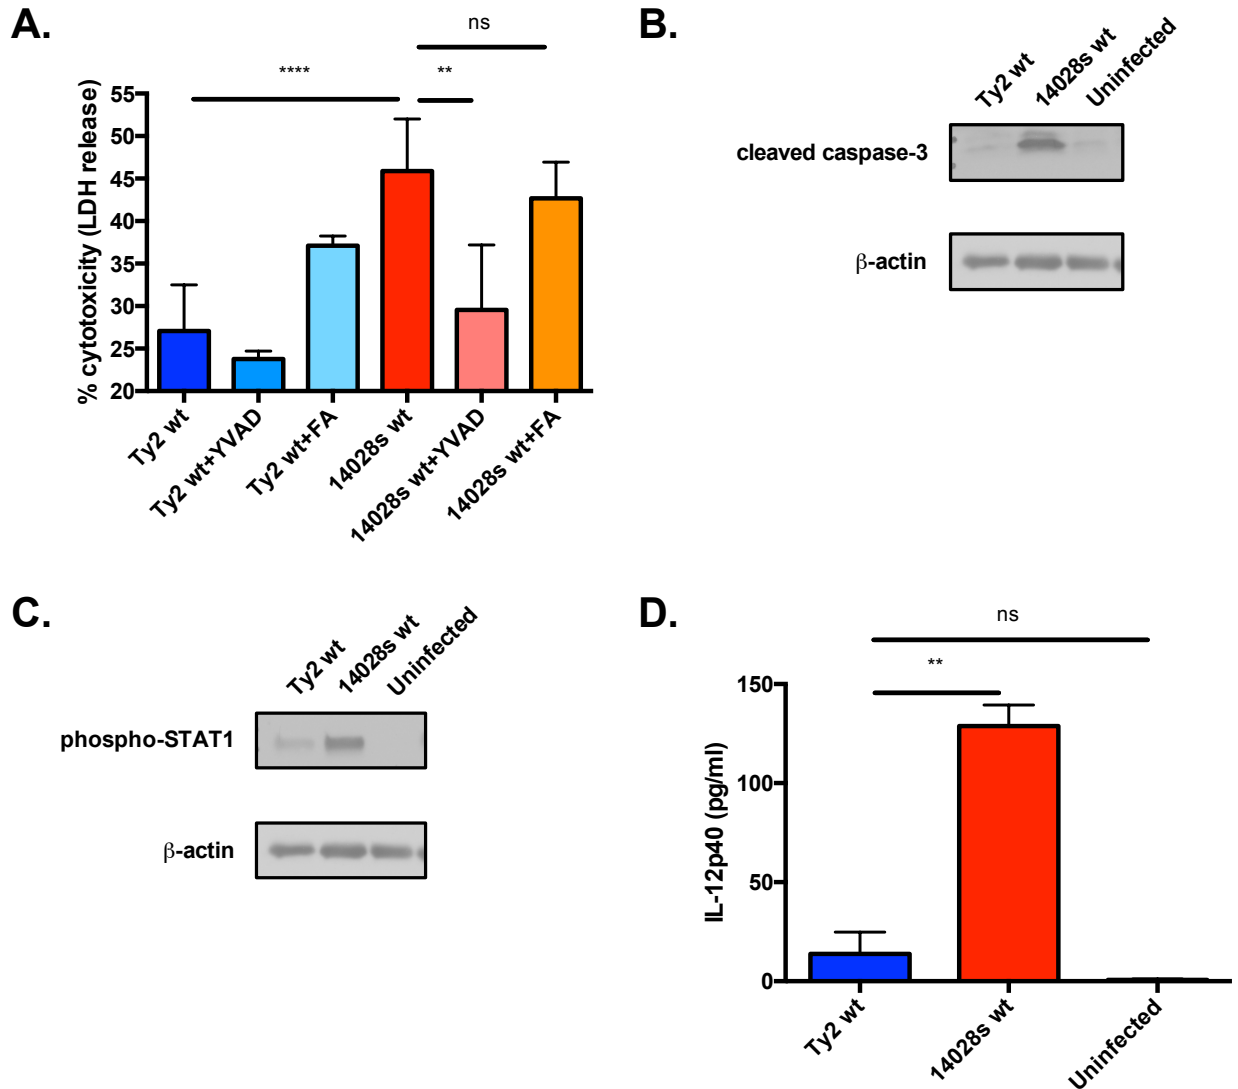 A.
ns
****
**
% cytotoxicity (LDH release)
55
50
45
40
35
30
25
20
Ty2 wt
Ty2 wt+YVAD
Ty2 wt+FA
14028s wt
14028s wt+YVAD
14028s wt+FA
B.
Ty2 wt
14028s wt
Uninfected
cleaved caspase-3
β-actin
C.
Ty2 wt
14028s wt
Uninfected
phospho-STAT1
β-actin
D.
ns
**
IL-12p40 (pg/ml)
150
100
50
0
Ty2 wt
14028s wt
Uninfected